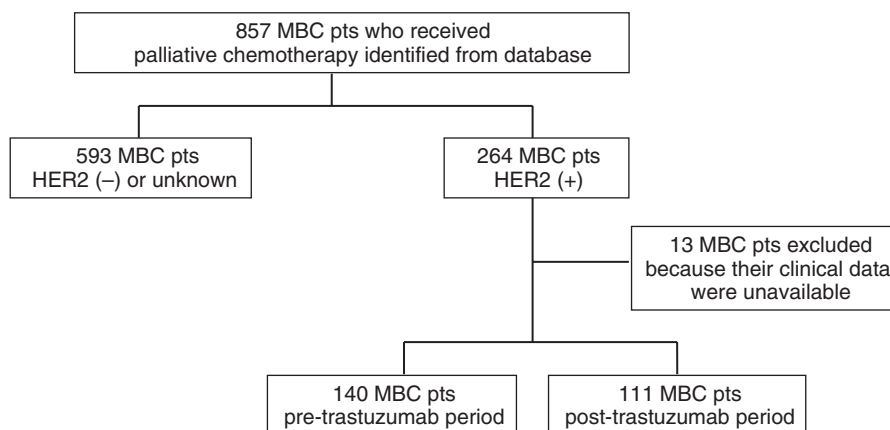 857 MBC pts who received
palliative chemotherapy identified from database
593 MBC pts
HER2 (–) or unknown
264 MBC pts
HER2 (+)
13 MBC pts excluded
because their clinical data
were unavailable
140 MBC pts
pre-trastuzumab period
111 MBC pts
post-trastuzumab period